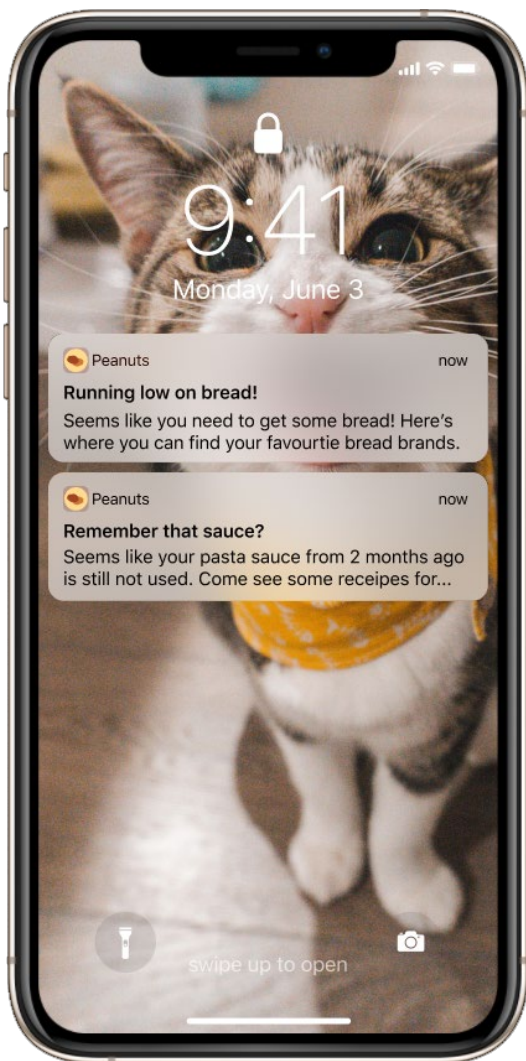 9:41
Monday, June 3
Peanuts now
Running low on bread!
Seems like you need to get some bread! Here's
where you can find your favourtie bread brands.
Peanuts now
Remember that sauce?
Seems like your pasta sauce from 2 months ago
is still not used. Come see some receipes for...
swipe up to open